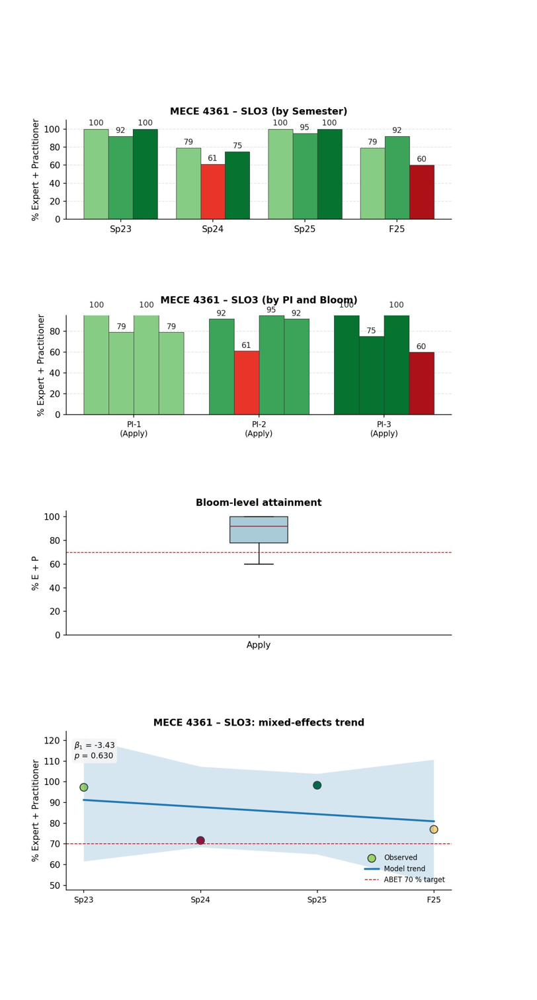 MECE 4361 – SLO3 (by Semester)
% Expert + Practitioner
100
80
60
40
20
0
100 92 100
79 61 75
100 95 100
79 92 60
Sp23 Sp24 Sp25 F25
MECE 4361 – SLO3 (by PI and Bloom)
% Expert + Practitioner
80
60
40
20
0
100 79 100 79
92 61 95 92
100 75 100 60
PI-1 PI-2 PI-3
(Apply) (Apply) (Apply)
Bloom-level attainment
% E + P
100
80
60
40
20
0
Apply
MECE 4361 – SLO3: mixed-effects trend
% Expert + Practitioner
120
110
100
90
80
70
60
50
β₁ = -3.43
p = 0.630
Observed
Model trend
ABET 70 % target
Sp23 Sp24 Sp25 F25